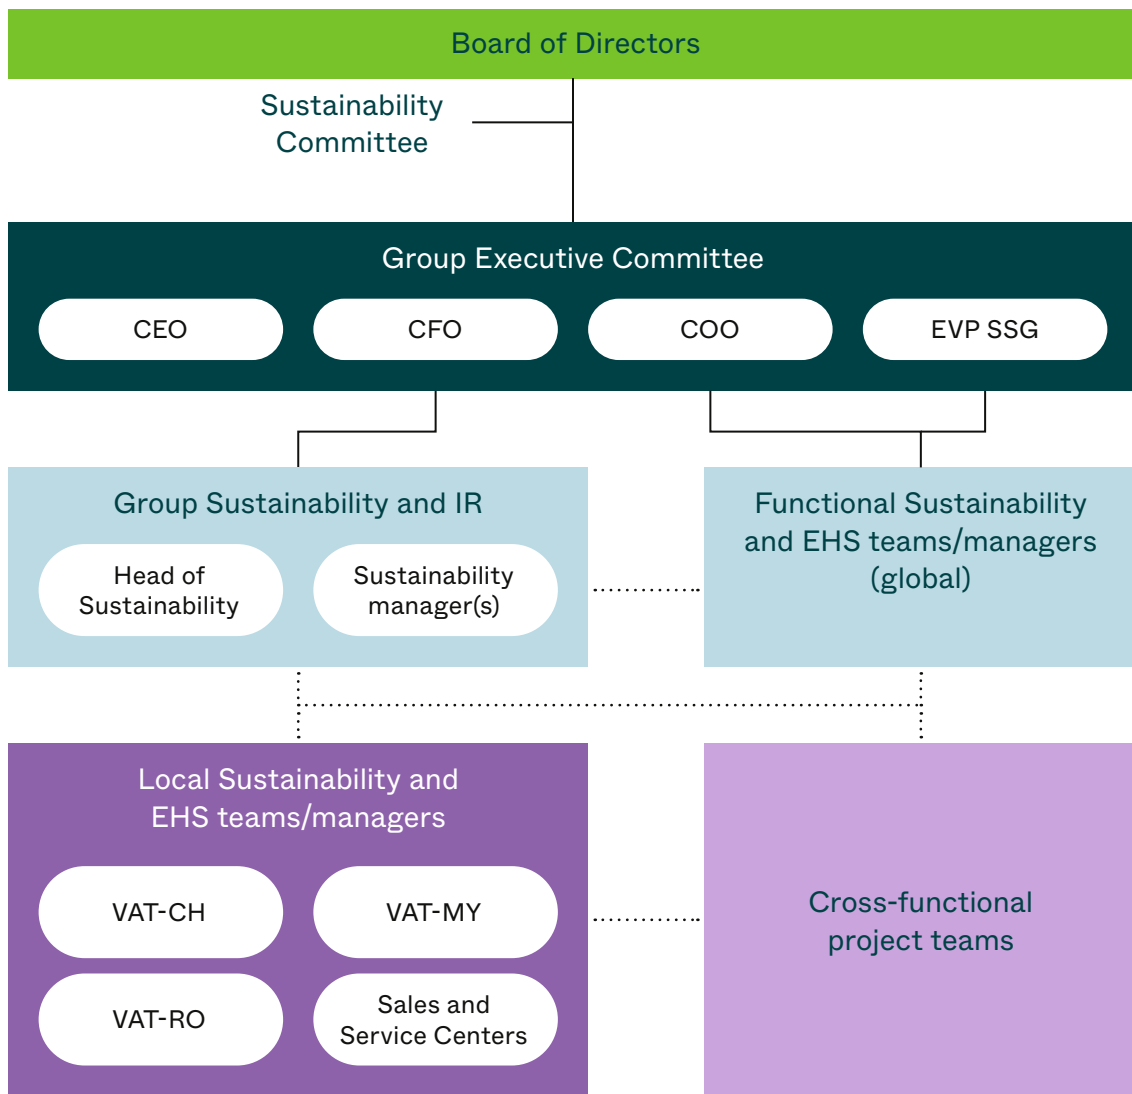 Board of Directors
Sustainability
Committee
Group Executive Committee
CEO
CFO
COO
EVP SSG
Group Sustainability and IR
Head of
Sustainability
Sustainability
manager(s)
Functional Sustainability
and EHS teams/managers
(global)
Local Sustainability and
EHS teams/managers
VAT-CH
VAT-MY
VAT-RO
Sales and
Service Centers
Cross-functional
project teams